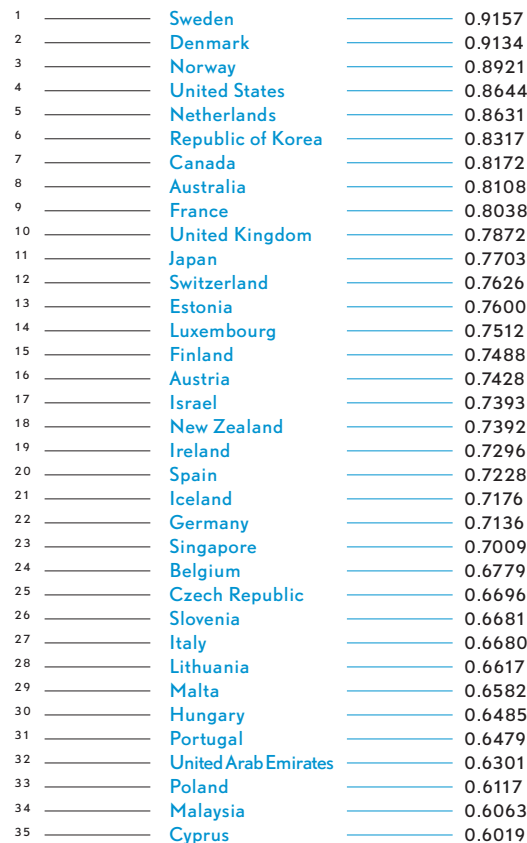 1 Sweden 0.9157
2 Denmark 0.9134
3 Norway 0.8921
4 United States 0.8644
5 Netherlands 0.8631
6 Republic of Korea 0.8317
7 Canada 0.8172
8 Australia 0.8108
9 France 0.8038
10 United Kingdom 0.7872
11 Japan 0.7703
12 Switzerland 0.7626
13 Estonia 0.7600
14 Luxembourg 0.7512
15 Finland 0.7488
16 Austria 0.7428
17 Israel 0.7393
18 New Zealand 0.7392
19 Ireland 0.7296
20 Spain 0.7228
21 Iceland 0.7176
22 Germany 0.7136
23 Singapore 0.7009
24 Belgium 0.6779
25 Czech Republic 0.6696
26 Slovenia 0.6681
27 Italy 0.6680
28 Lithuania 0.6617
29 Malta 0.6582
30 Hungary 0.6485
31 Portugal 0.6479
32 United Arab Emirates 0.6301
33 Poland 0.6117
34 Malaysia 0.6063
35 Cyprus 0.6019